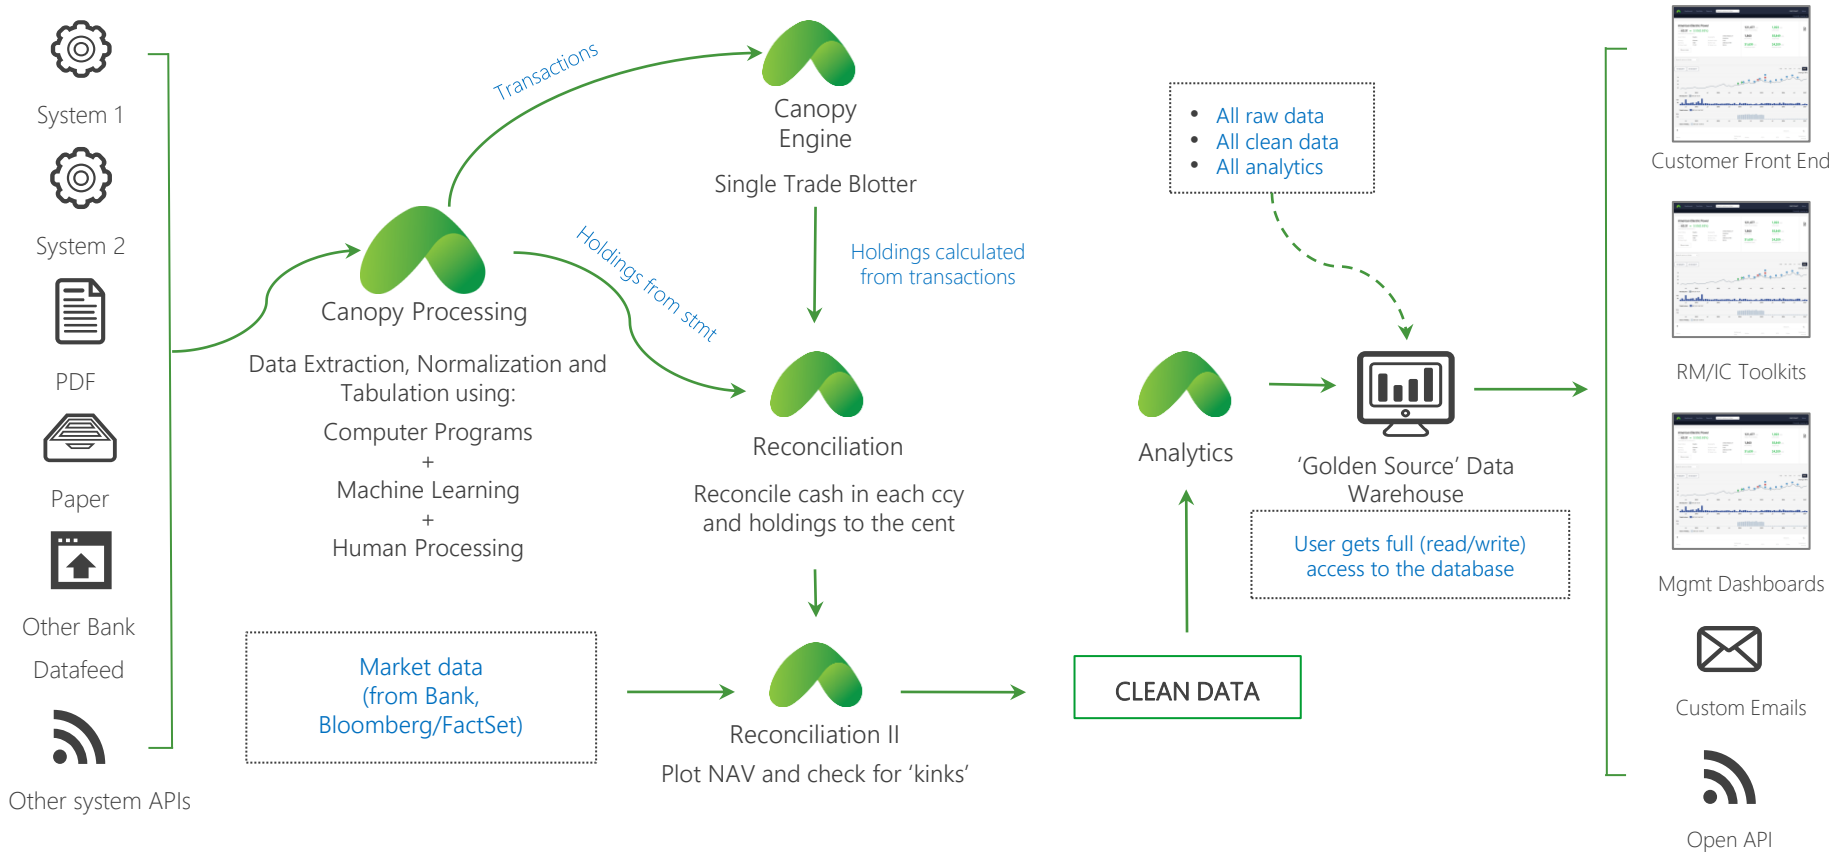 System 1
System 2
PDF
Paper
Other Bank
Datafeed
Other system APIs
Transactions
Holdings from stmt
Canopy Processing
Data Extraction, Normalization and
Tabulation using:
Computer Programs
+
Machine Learning
+
Human Processing
Market data
(from Bank,
Bloomberg/FactSet)
Canopy
Engine
Single Trade Blotter
Holdings calculated
from transactions
Reconciliation
Reconcile cash in each ccy
and holdings to the cent
Reconciliation II
Plot NAV and check for ‘kinks’
CLEAN DATA
Analytics
• All raw data
• All clean data
• All analytics
‘Golden Source’ Data
Warehouse
User gets full (read/write)
access to the database
Customer Front End
RM/IC Toolkits
Mgmt Dashboards
Custom Emails
Open API